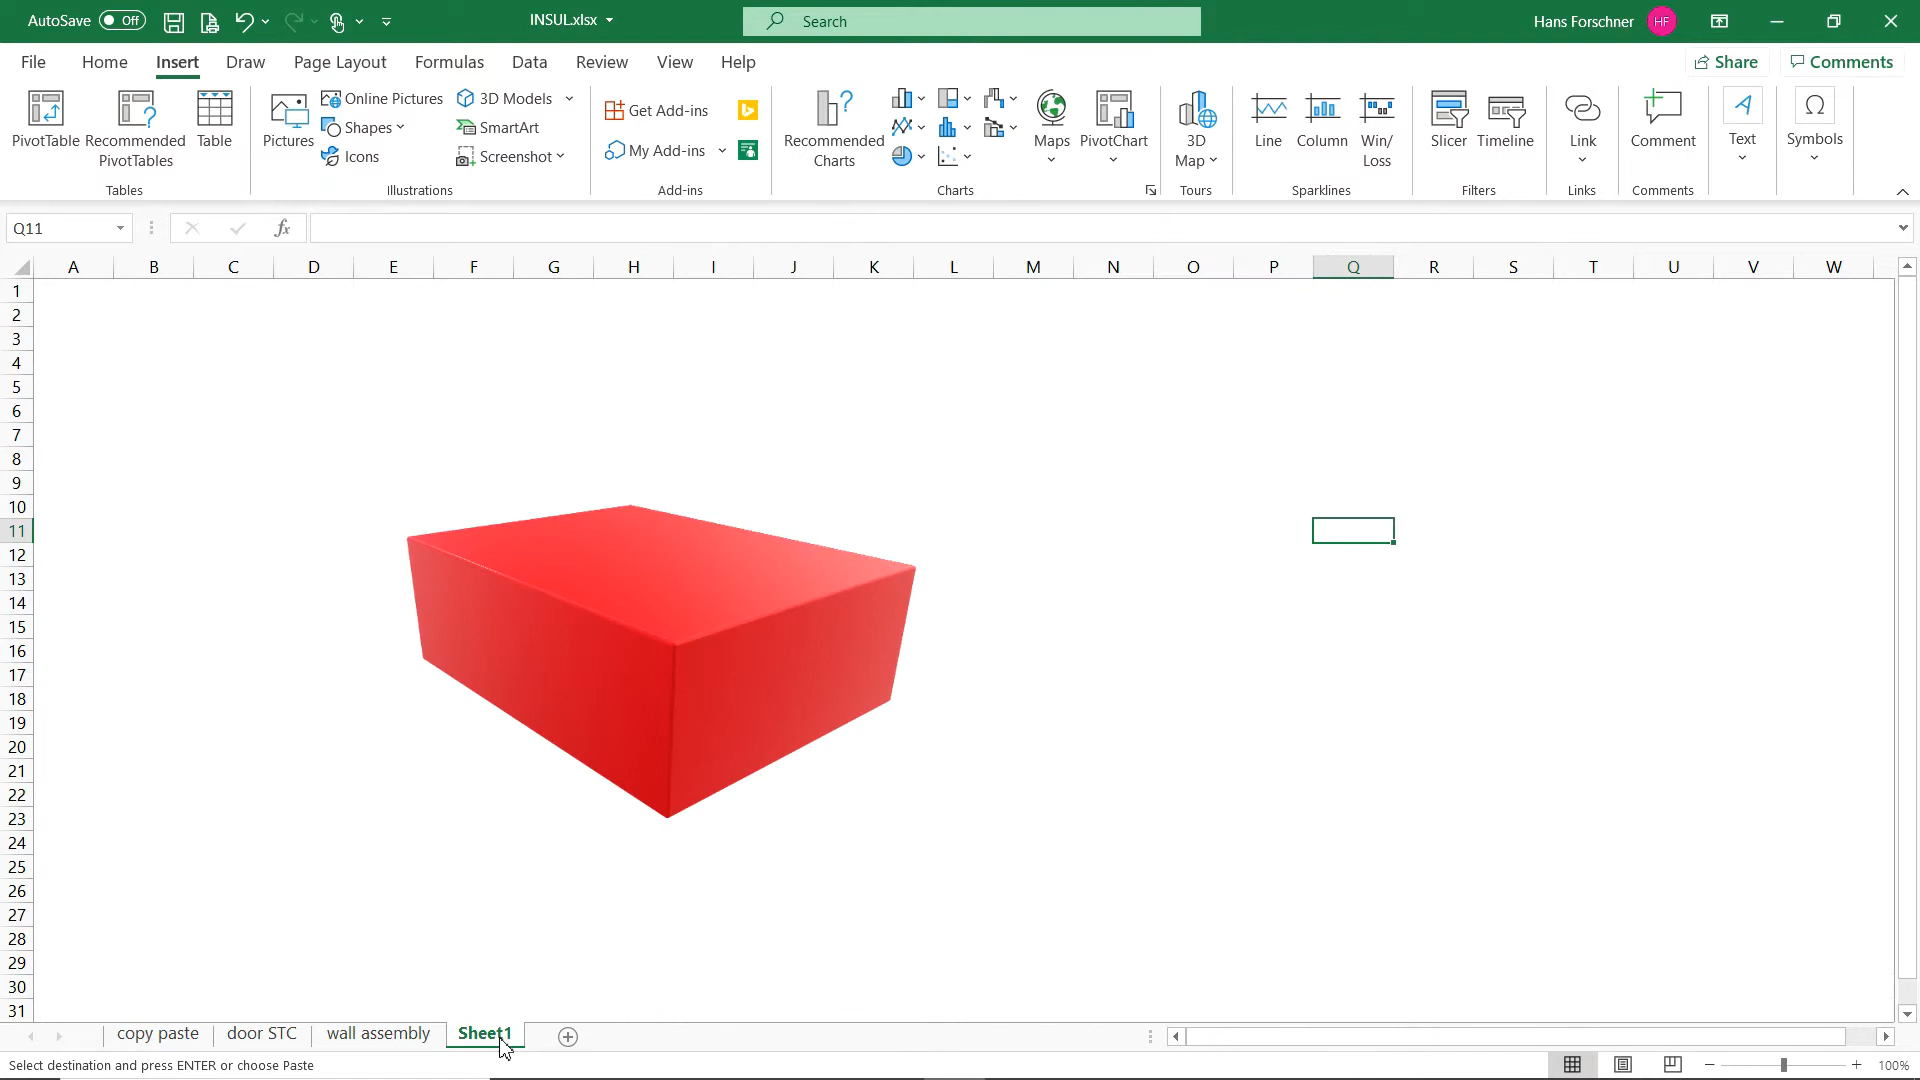 AutoSave Off INSUL.xlsx Search Hans Forschner HF
File Home Insert Draw Page Layout Formulas Data Review View Help Share Comments
PivotTable Recommended PivotTables Table
Tables
Pictures Online Pictures Shapes Icons 3D Models SmartArt Screenshot
Illustrations
Get Add-ins My Add-ins
Add-ins
Recommended Charts Maps PivotChart
Charts
3D Map
Tours
Line Column Win/ Loss
Sparklines
Slicer Timeline
Filters
Link
Links
Comment
Comments
Text
Symbols
Q11 fx
A B C D E F G H I J K L M N O P Q R S T U V W
1
2
3
4
5
6
7
8
9
10
11
12
13
14
15
16
17
18
19
20
21
22
23
24
25
26
27
28
29
30
31
copy paste door STC wall assembly Sheet1
Select destination and press ENTER or choose Paste 100%